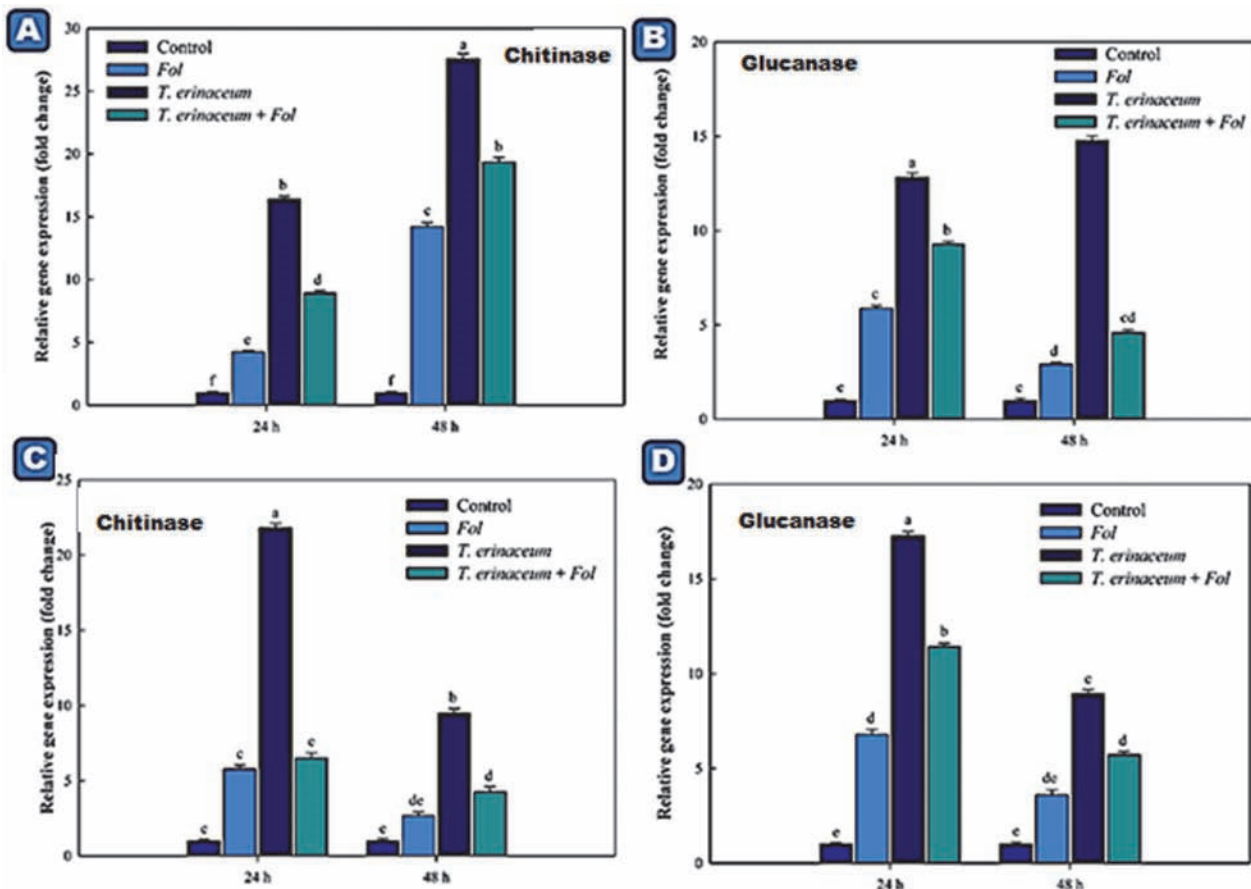 A
Relative gene expression (fold change)
30
25
20
15
10
5
0
Control
Fol
T. erinaceum
T. erinaceum + Fol
Chitinase
f
e
b
d
f
c
a
b
24 h
48 h
B
Relative gene expression (fold change)
20
15
10
5
0
Glucanase
Control
Fol
T. erinaceum
T. erinaceum + Fol
e
c
a
b
e
d
cd
24 h
48 h
C
Relative gene expression (fold change)
25
20
15
10
5
0
Chitinase
Control
Fol
T. erinaceum
T. erinaceum + Fol
e
c
a
c
e
de
b
d
24 h
48 h
D
Relative gene expression (fold change)
20
15
10
5
0
Glucanase
Control
Fol
T. erinaceum
T. erinaceum + Fol
e
d
a
b
e
de
c
d
24 h
48 h